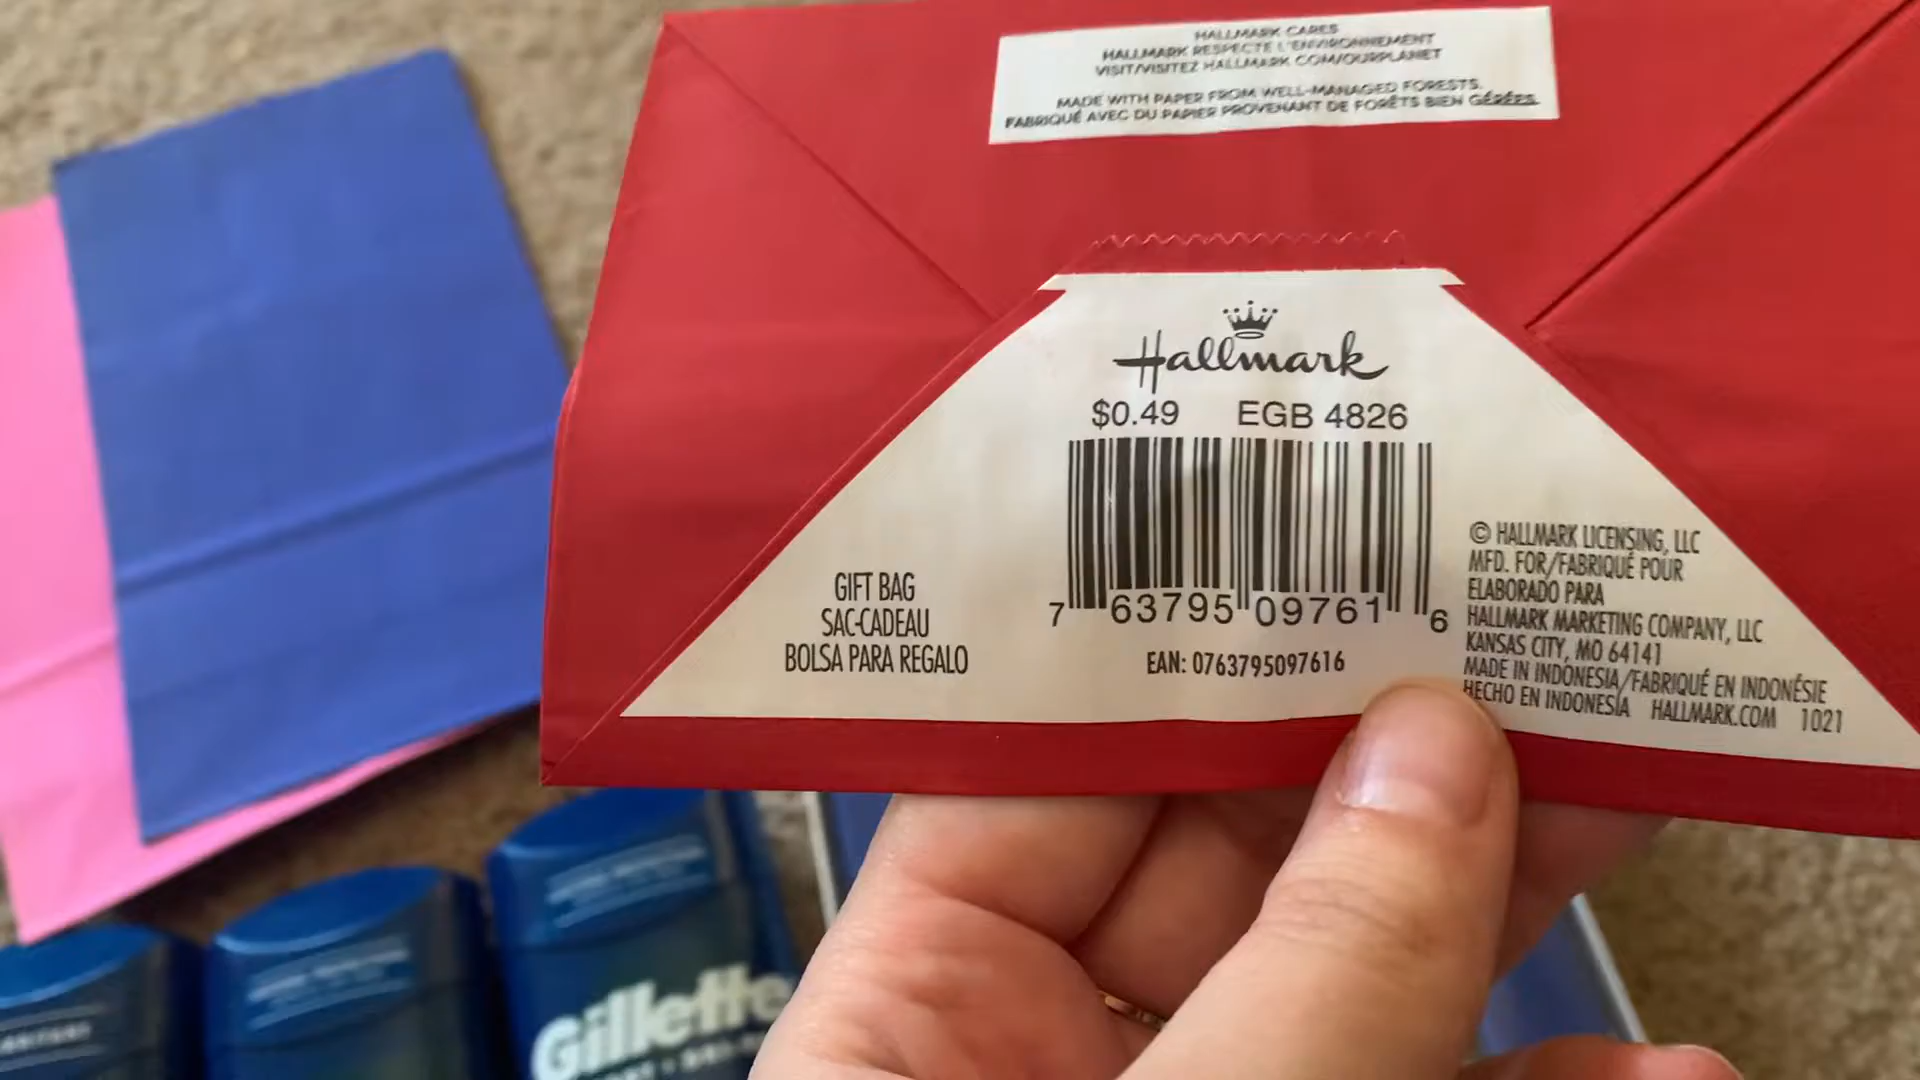 HALLMARK CARES
HALLMARK RESPECTE L'ENVIRONNEMENT
VISIT/VISITEZ HALLMARK.COM/OURPLANET
MADE WITH PAPER FROM WELL-MANAGED FORESTS.
FABRIQUÉ AVEC DU PAPIER PROVENANT DE FORÊTS BIEN GÉRÉES.
Hallmark
$0.49 EGB 4826
7 63795 09761 6
EAN: 0763795097616
GIFT BAG
SAC-CADEAU
BOLSA PARA REGALO
© HALLMARK LICENSING, LLC
MFD. FOR/FABRIQUÉ POUR
ELABORADO PARA
HALLMARK MARKETING COMPANY, LLC
KANSAS CITY, MO 64141
MADE IN INDONESIA/FABRIQUÉ EN INDONÉSIE
HECHO EN INDONESIA HALLMARK.COM 1021
Gillette